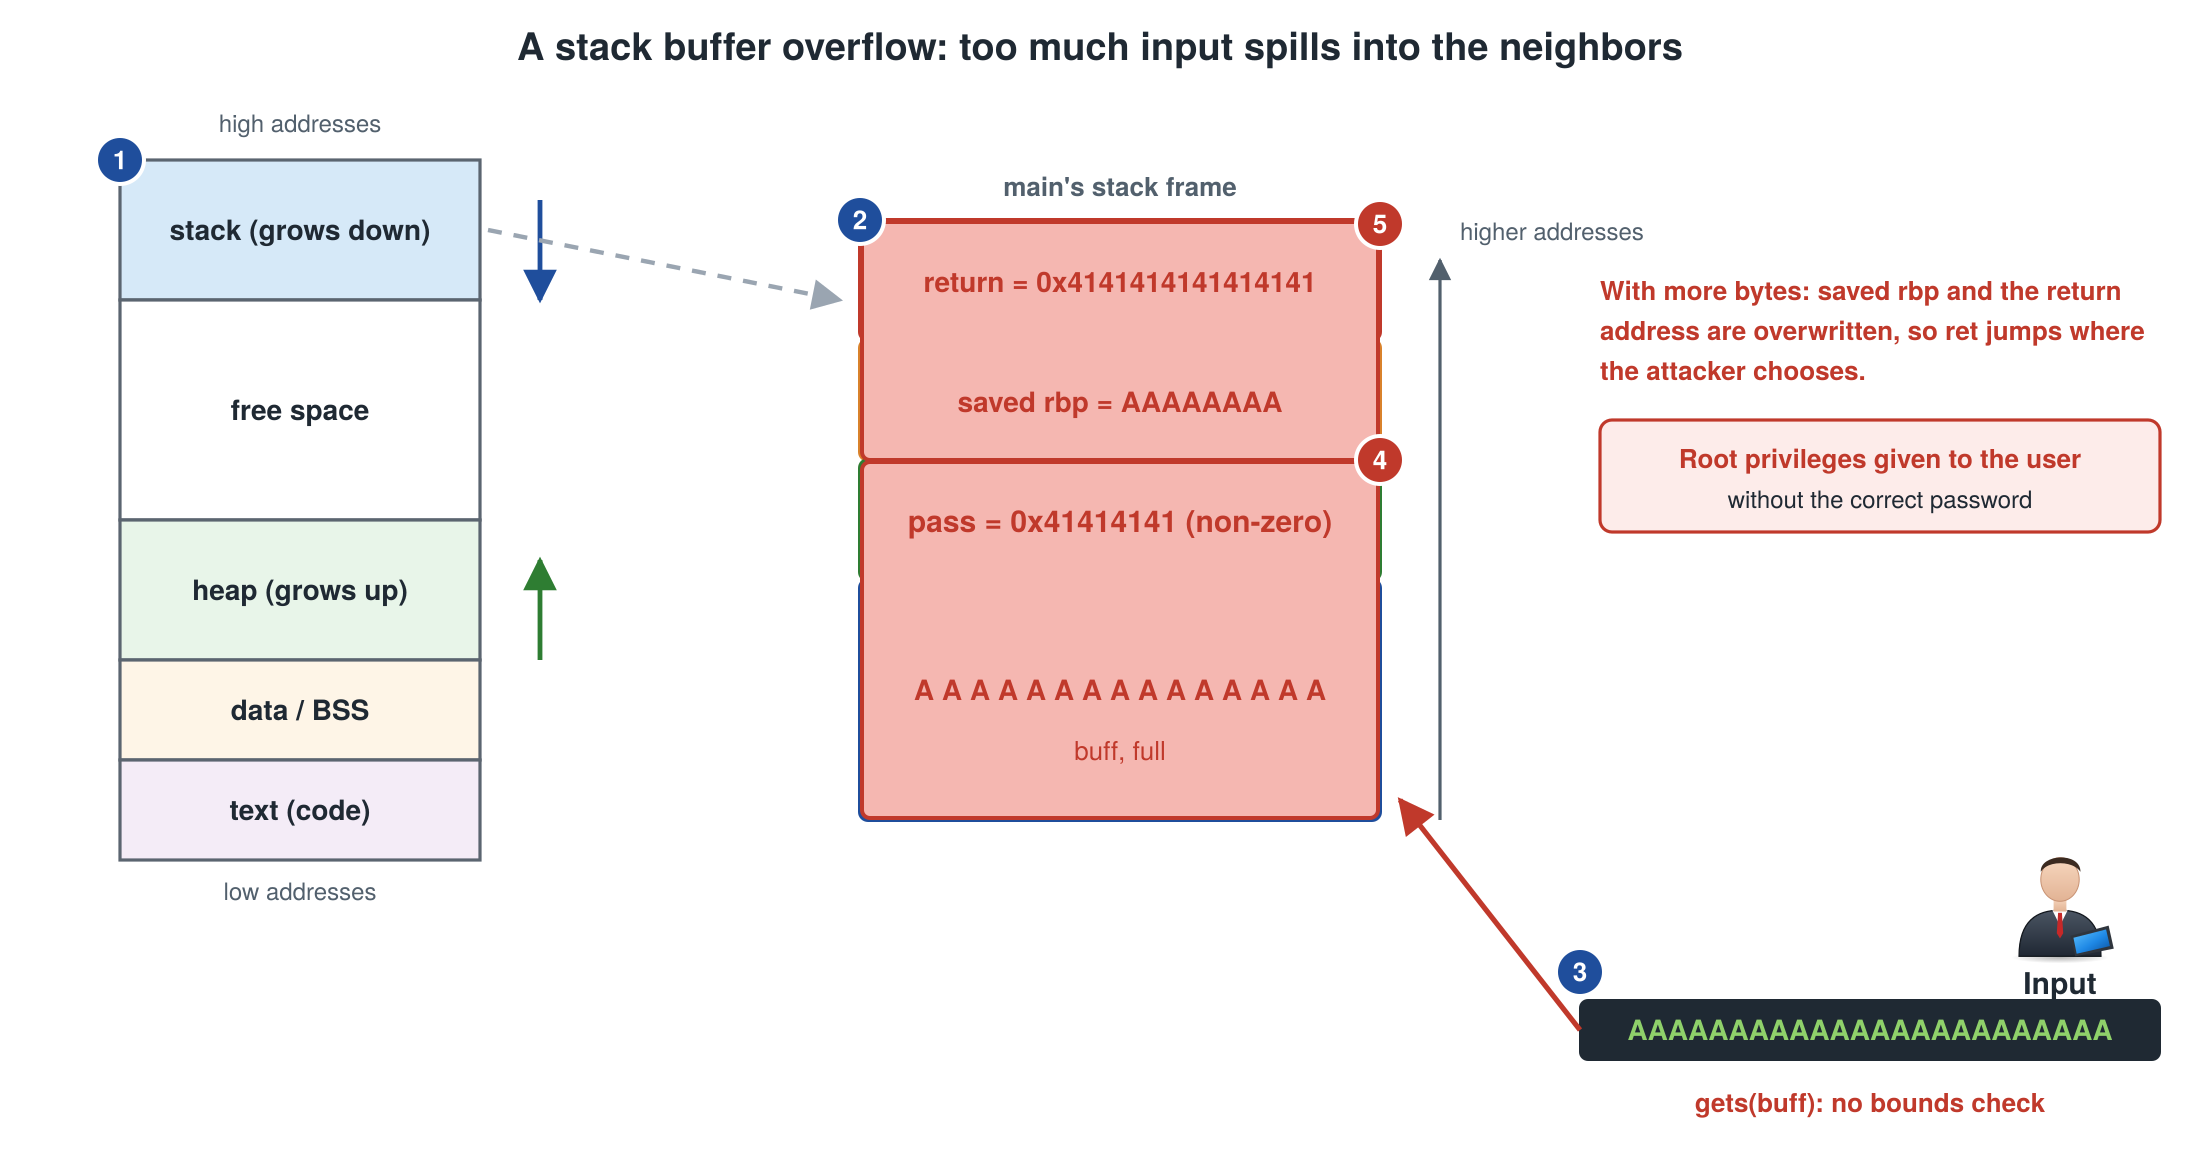 A stack buffer overflow: too much input spills into the neighbors
high addresses
1
stack (grows down)
free space
heap (grows up)
data / BSS
text (code)
low addresses
main's stack frame
2
5
return = 0x4141414141414141
saved rbp = AAAAAAAA
4
pass = 0x41414141 (non-zero)
A A A A A A A A A A A A A A A
buff, full
higher addresses
With more bytes: saved rbp and the return
address are overwritten, so ret jumps where
the attacker chooses.
Root privileges given to the user
without the correct password
Input
3
AAAAAAAAAAAAAAAAAAAAAAAA
gets(buff): no bounds check